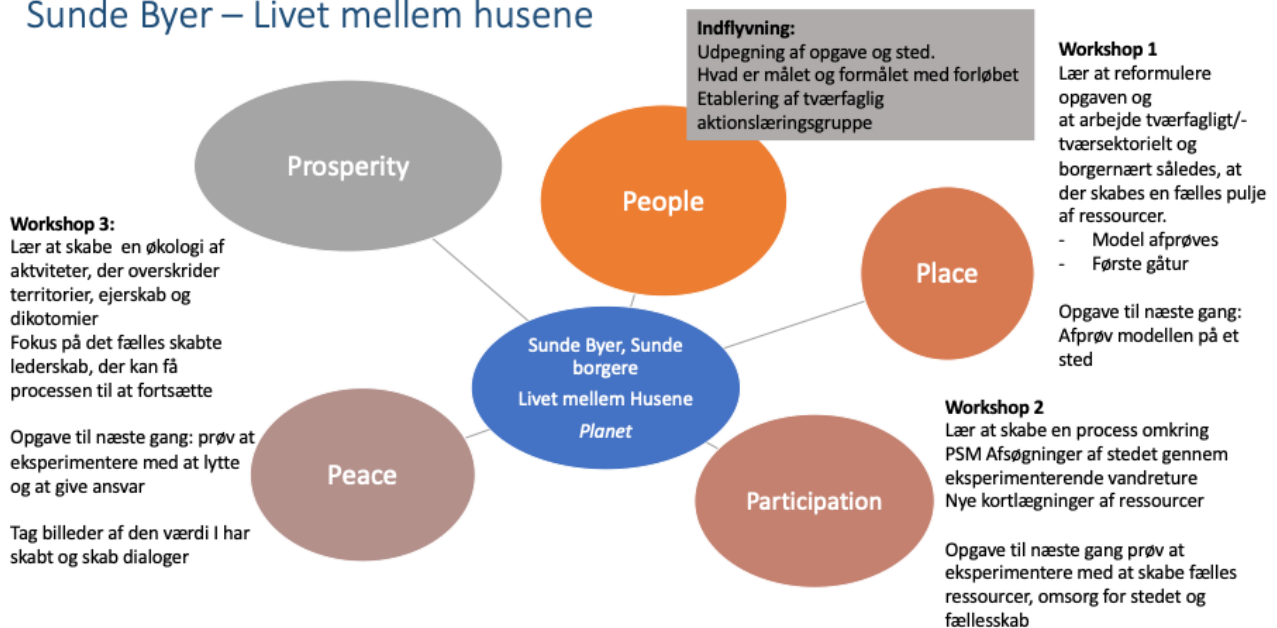 Sunde Byer – Livet mellem husene
Indflyvning:
Udpegning af opgave og sted.
Hvad er målet og formålet med forløbet
Etablering af tværfaglig
aktionslæringsgruppe
Workshop 1
Lær at reformulere
opgaven og
at arbejde tværfagligt/-
tværsektorielt og
borgernært således, at
der skabes en fælles pulje
af ressourcer.
- Model afprøves
- Første gåtur
Opgave til næste gang:
Afprøv modellen på et
sted
Prosperity
People
Place
Workshop 3:
Lær at skabe en økologi af
aktviteter, der overskrider
territorier, ejerskab og
dikotomier
Fokus på det fælles skabte
lederskab, der kan få
processen til at fortsætte
Opgave til næste gang: prøv at
eksperimentere med at lytte
og at give ansvar
Tag billeder af den værdi I har
skabt og skab dialoger
Sunde Byer, Sunde
borgere
Livet mellem Husene
Planet
Peace
Participation
Workshop 2
Lær at skabe en process omkring
PSM Afsøgninger af stedet gennem
eksperimenterende vandreture
Nye kortlægninger af ressourcer
Opgave til næste gang prøv at
eksperimentere med at skabe fælles
ressourcer, omsorg for stedet og
fællesskab